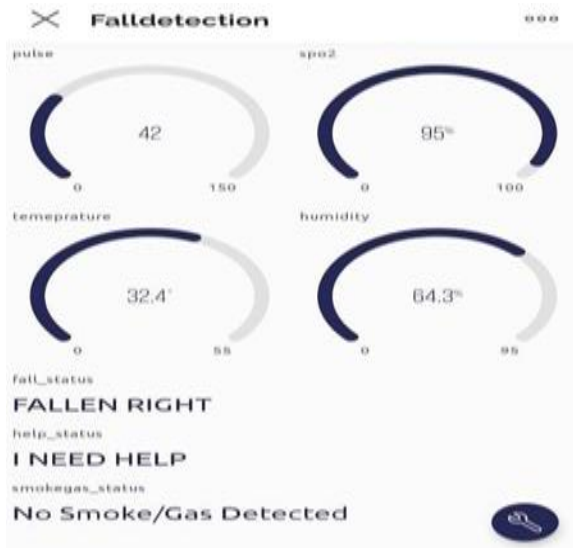 Falldetection
pulse
spo2
42
95%
0 150
0 100
temeprature
humidity
32.4°
64.3%
0 55
0 95
fall_status
FALLEN RIGHT
help_status
I NEED HELP
smokegas_status
No Smoke/Gas Detected